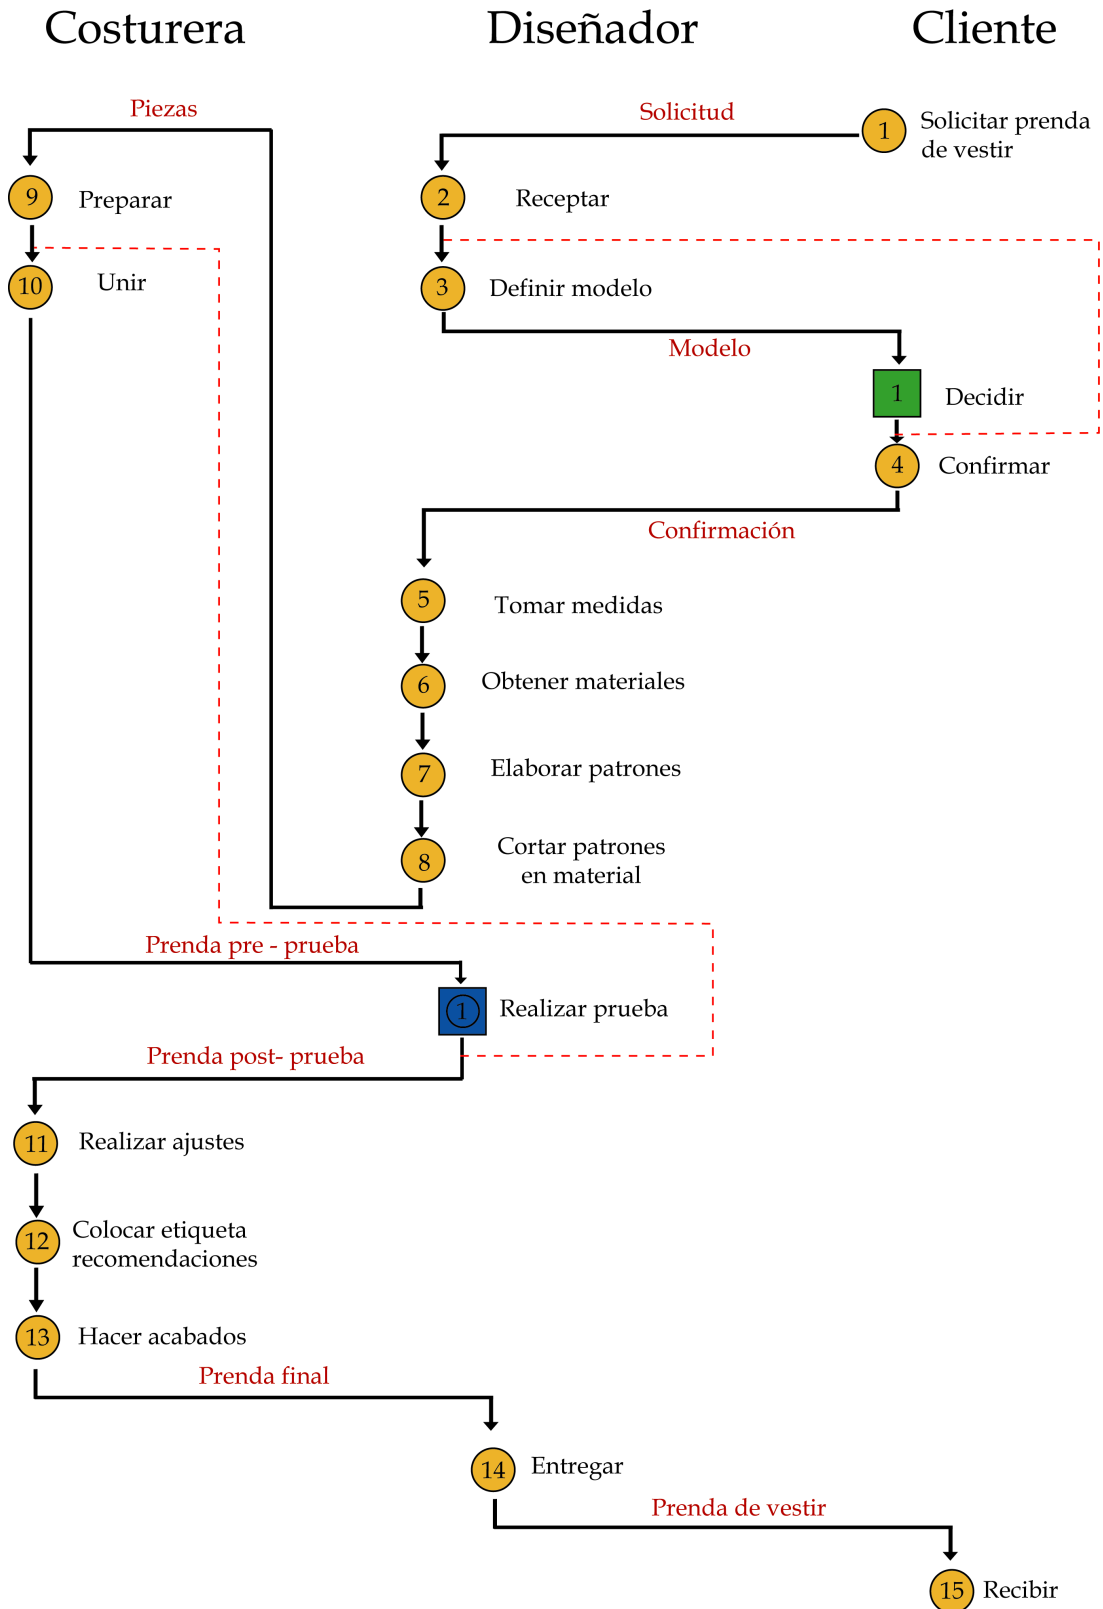 Costurera
Diseñador
Cliente
Piezas
Solicitud
1
Solicitar prenda
de vestir
9
Preparar
2
Receptar
10
Unir
3
Definir modelo
Modelo
1
Decidir
4
Confirmar
Confirmación
5
Tomar medidas
6
Obtener materiales
7
Elaborar patrones
8
Cortar patrones
en material
Prenda pre - prueba
1
Realizar prueba
Prenda post- prueba
11
Realizar ajustes
12
Colocar etiqueta
recomendaciones
13
Hacer acabados
Prenda final
14
Entregar
Prenda de vestir
15
Recibir